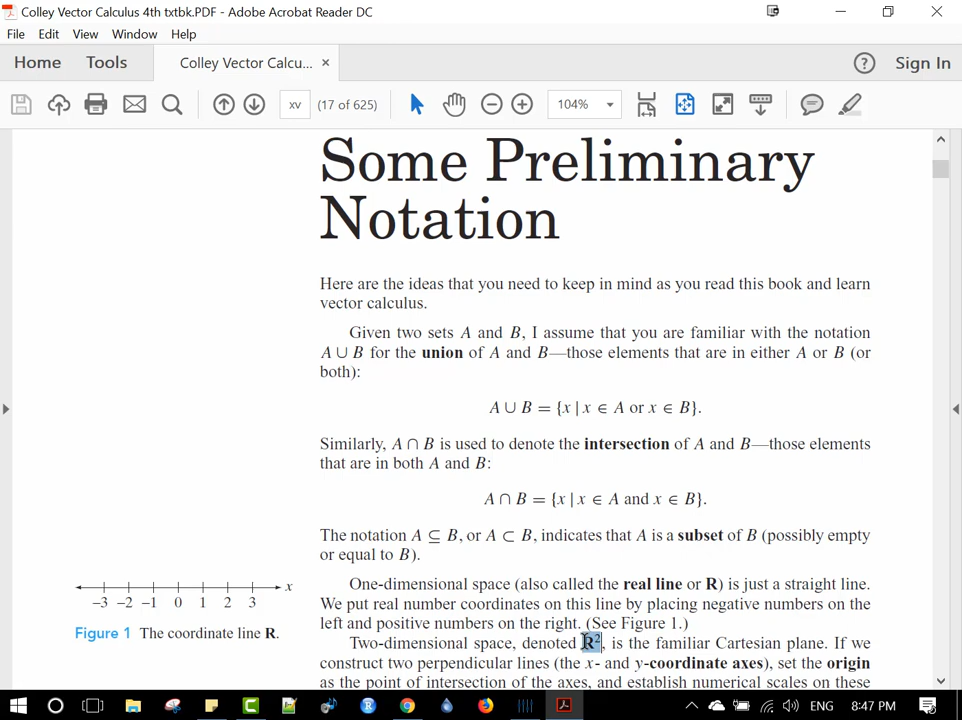 Colley Vector Calculus 4th txtbk.PDF - Adobe Acrobat Reader DC
File Edit View Window Help
Home Tools Colley Vector Calcu... × Sign In
xv (17 of 625) 104%
Some Preliminary
Notation
Here are the ideas that you need to keep in mind as you read this book and learn
vector calculus.
Given two sets A and B, I assume that you are familiar with the notation
A ∪ B for the union of A and B—those elements that are in either A or B (or
both):
A ∪ B = {x | x ∈ A or x ∈ B}.
Similarly, A ∩ B is used to denote the intersection of A and B—those elements
that are in both A and B:
A ∩ B = {x | x ∈ A and x ∈ B}.
The notation A ⊆ B, or A ⊂ B, indicates that A is a subset of B (possibly empty
or equal to B).
One-dimensional space (also called the real line or R) is just a straight line.
We put real number coordinates on this line by placing negative numbers on the
left and positive numbers on the right. (See Figure 1.)
Two-dimensional space, denoted R², is the familiar Cartesian plane. If we
construct two perpendicular lines (the x- and y-coordinate axes), set the origin
as the point of intersection of the axes, and establish numerical scales on these
x
−3 −2 −1 0 1 2 3
Figure 1 The coordinate line R.
ENG 8:47 PM